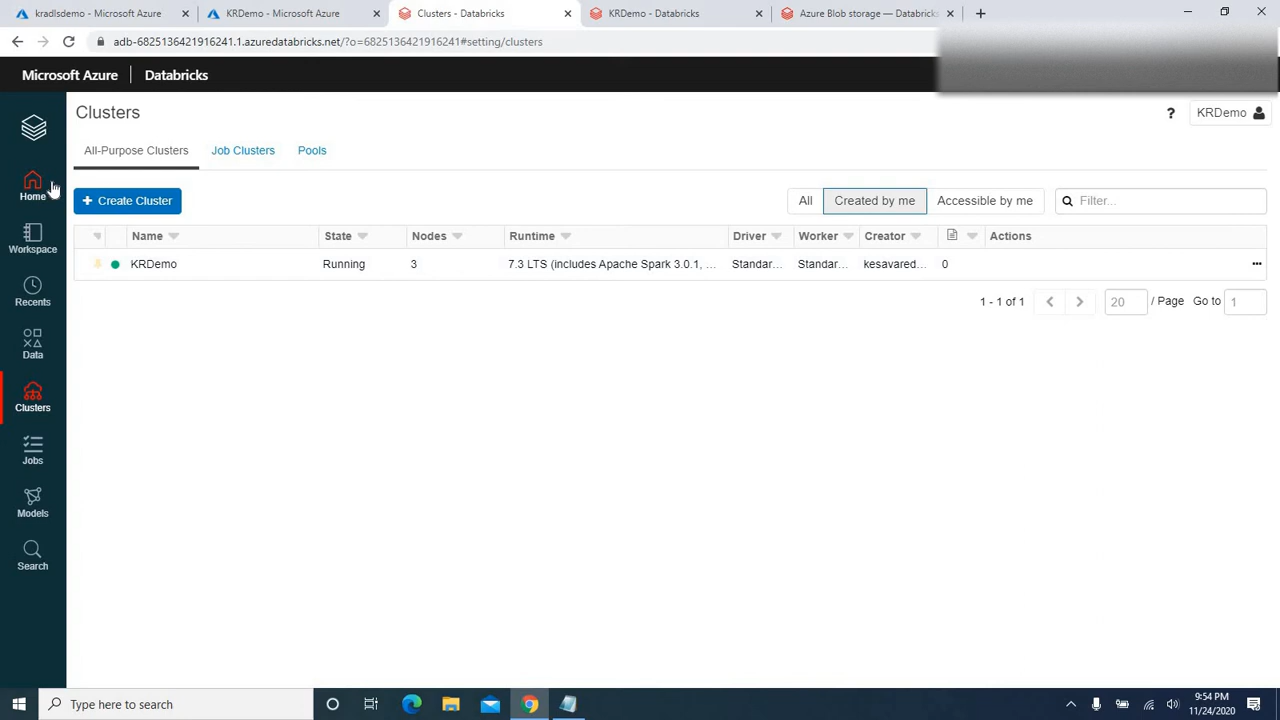 kradlsdemo - Microsoft Azure
KRDemo - Microsoft Azure
Clusters - Databricks
KRDemo - Databricks
Azure Blob storage — Databricks
adb-6825136421916241.1.azuredatabricks.net/?o=6825136421916241#setting/clusters
Microsoft Azure
Databricks
Clusters
? KRDemo
All-Purpose Clusters
Job Clusters
Pools
Home
+ Create Cluster
All
Created by me
Accessible by me
Filter...
Workspace
Name
State
Nodes
Runtime
Driver
Worker
Creator
Actions
KRDemo
Running
3
7.3 LTS (includes Apache Spark 3.0.1, ...
Standar...
Standar...
kesavared...
0
...
Recents
1 - 1 of 1
20
/ Page
Go to
1
Data
Clusters
Jobs
Models
Search
Type here to search
9:54 PM
11/24/2020